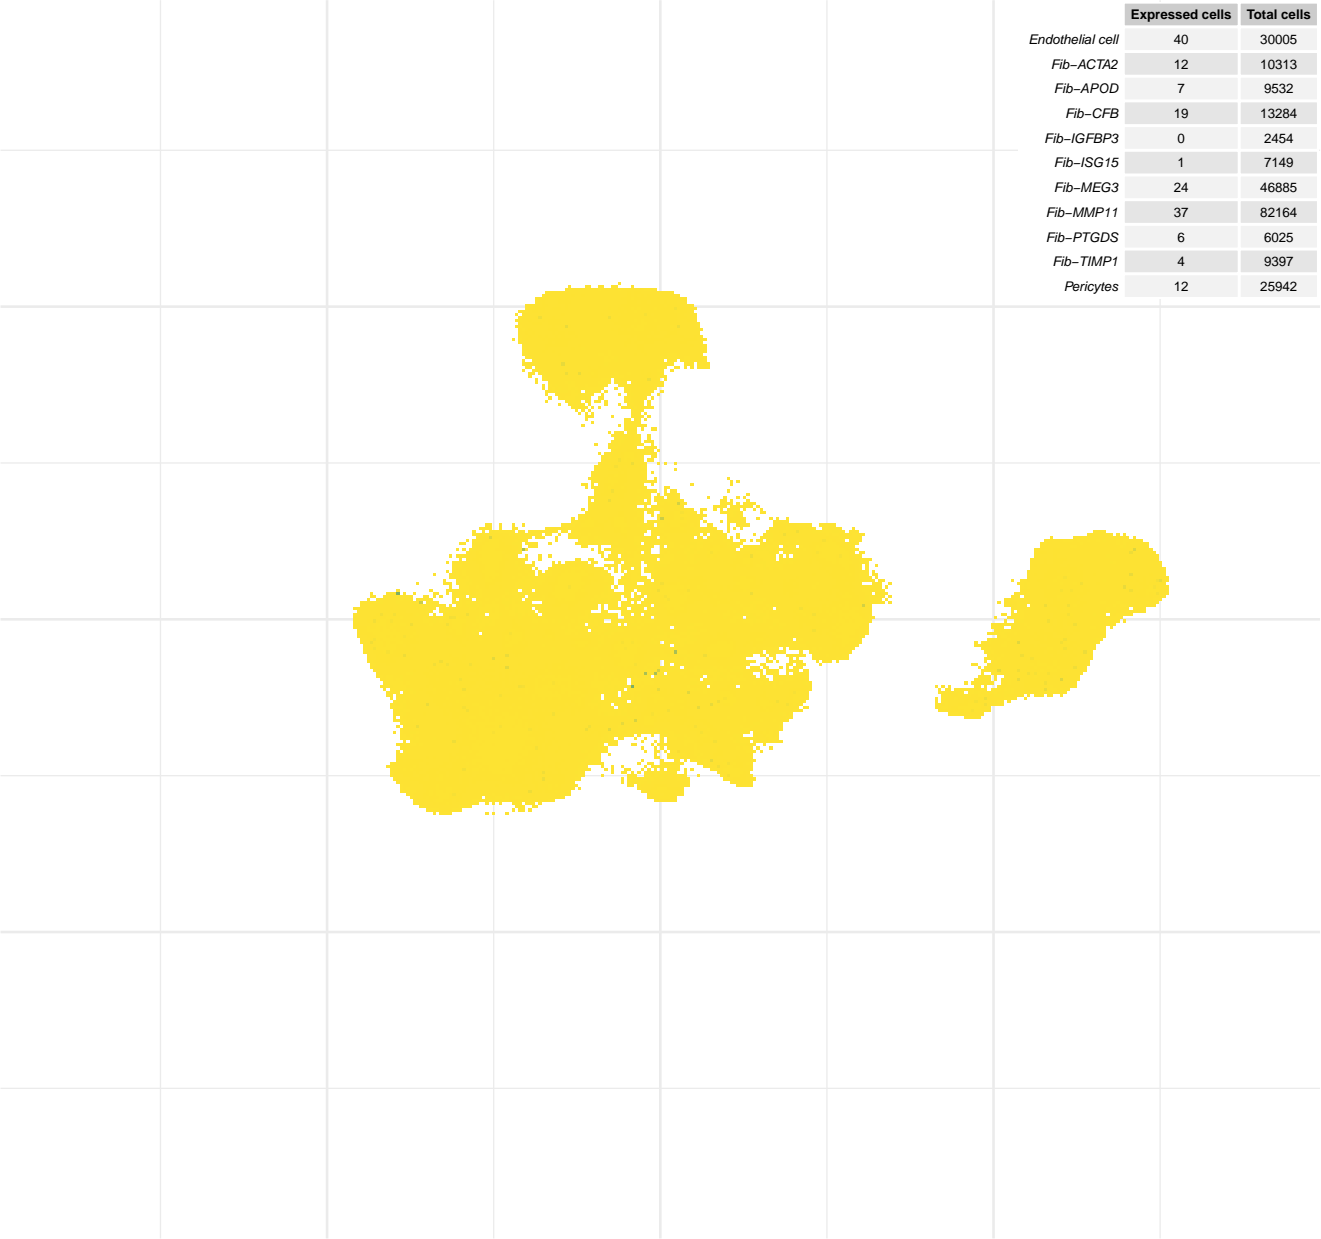 Expressed cells Total cells
Endothelial cell 40 30005
Fib−ACTA2 12 10313
Fib−APOD 7 9532
Fib−CFB 19 13284
Fib−IGFBP3 0 2454
Fib−ISG15 1 7149
Fib−MEG3 24 46885
Fib−MMP11 37 82164
Fib−PTGDS 6 6025
Fib−TIMP1 4 9397
Pericytes 12 25942